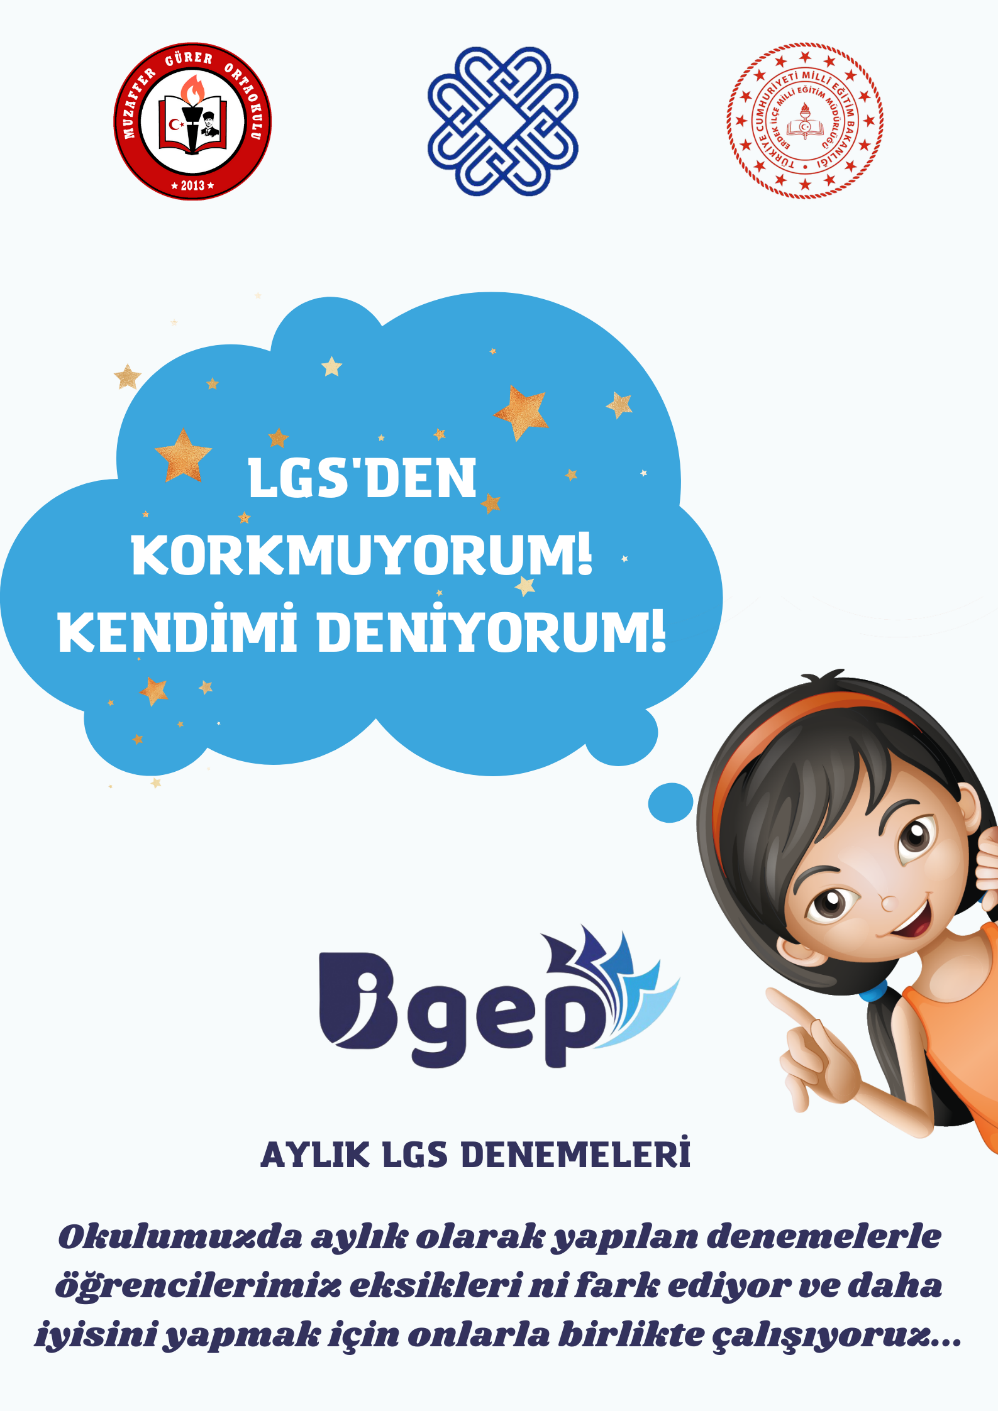 MUZAFFER GÜRER ORTAOKULU
2013
TÜRKİYE CUMHURİYETİ MİLLİ EĞİTİM BAKANLIĞI
ERDEK İLÇE MİLLİ EĞİTİM MÜDÜRLÜĞÜ
LGS'DEN
KORKMUYORUM!
KENDİMİ DENİYORUM!
Bigep
AYLIK LGS DENEMELERİ
Okulumuzda aylık olarak yapılan denemelerle
öğrencilerimiz eksikleri ni fark ediyor ve daha
iyisini yapmak için onlarla birlikte çalışıyoruz...